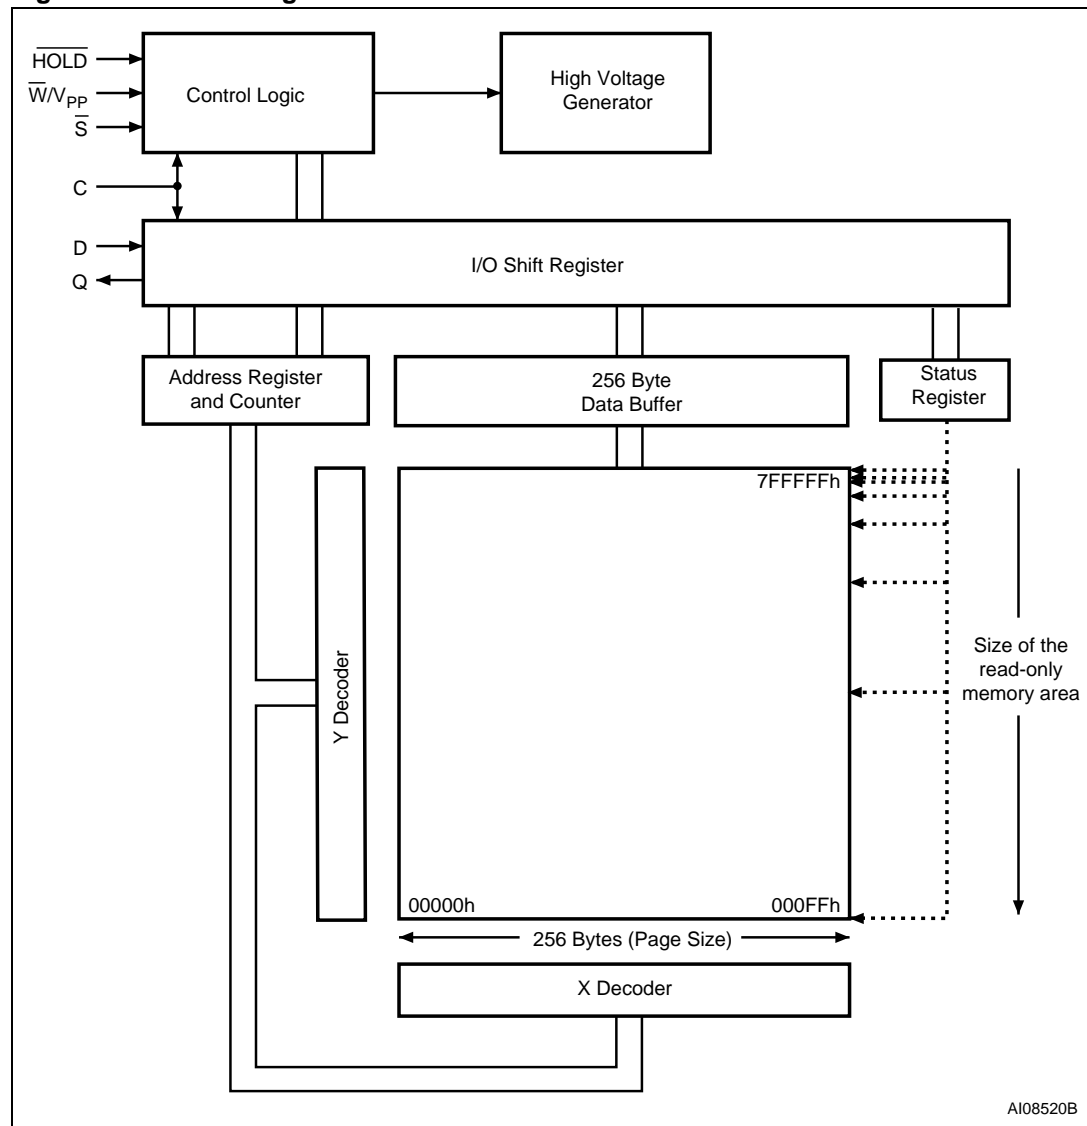 HOLD
W/VPP
S
Control Logic
High Voltage
Generator
C
D
Q
I/O Shift Register
Address Register
and Counter
256 Byte
Data Buffer
Status
Register
7FFFFFh
Y Decoder
Size of the
read-only
memory area
00000h
000FFh
256 Bytes (Page Size)
X Decoder
AI08520B